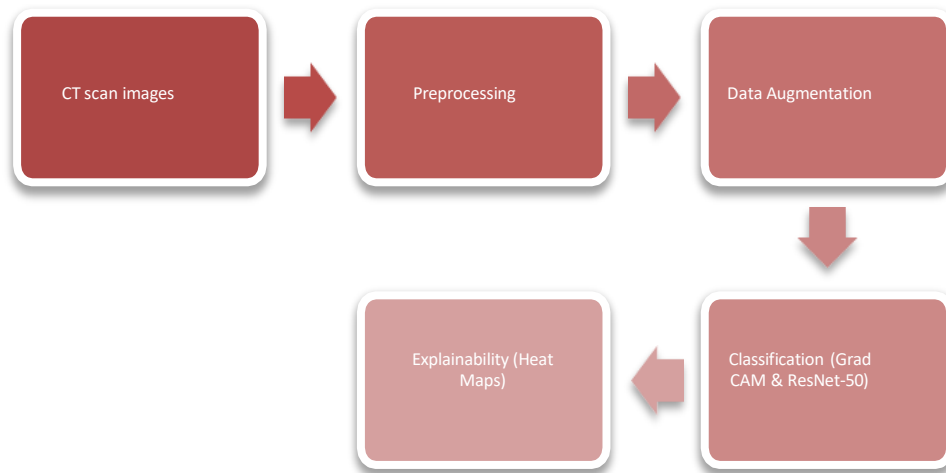 CT scan images
Preprocessing
Data Augmentation
Explainability (Heat
Maps)
Classification (Grad
CAM & ResNet-50)